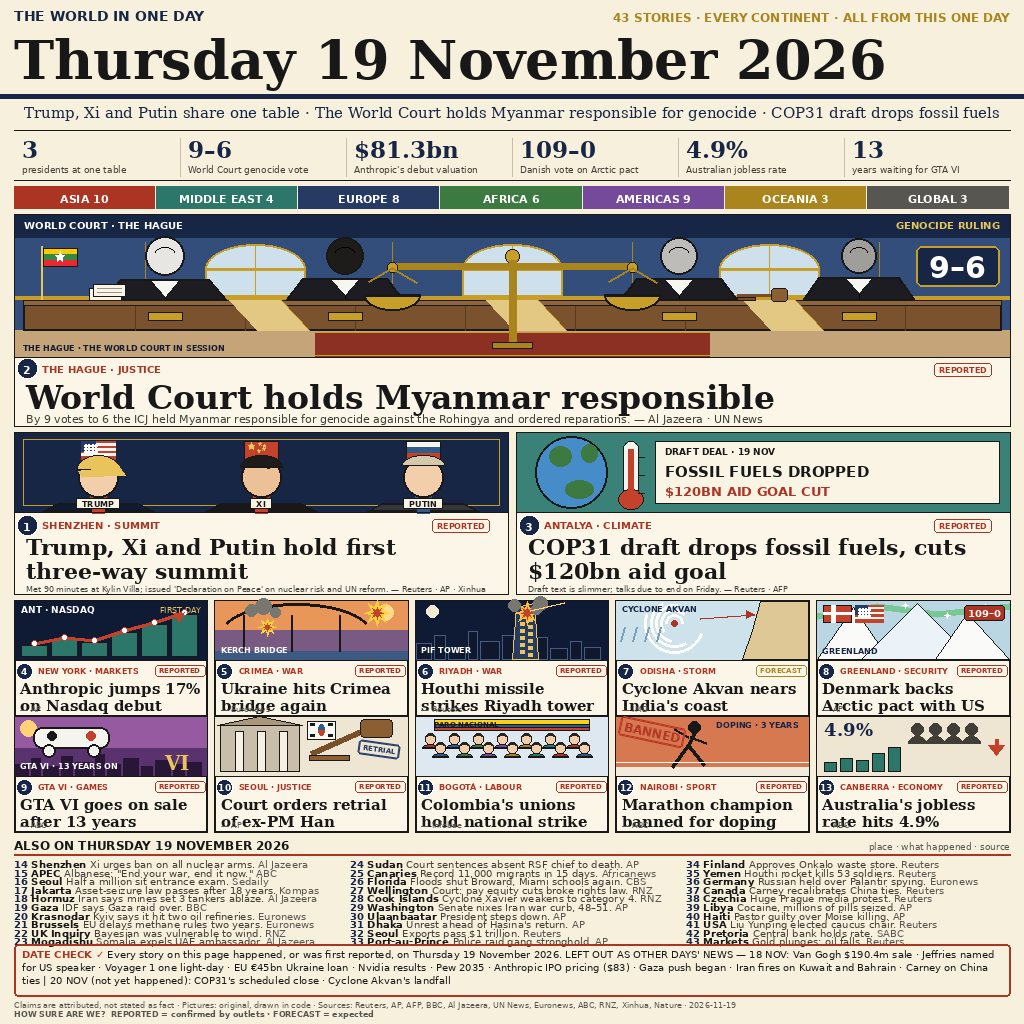 THE WORLD IN ONE DAY
43 STORIES · EVERY CONTINENT · ALL FROM THIS ONE DAY
Thursday 19 November 2026
Trump, Xi and Putin share one table · The World Court holds Myanmar responsible for genocide · COP31 draft drops fossil fuels
3
presidents at one table
9–6
World Court genocide vote
$81.3bn
Anthropic's debut valuation
109–0
Danish vote on Arctic pact
4.9%
Australian jobless rate
13
years waiting for GTA VI
ASIA 10
MIDDLE EAST 4
EUROPE 8
AFRICA 6
AMERICAS 9
OCEANIA 3
GLOBAL 3
WORLD COURT · THE HAGUE
GENOCIDE RULING
9–6
THE HAGUE · THE WORLD COURT IN SESSION
2 THE HAGUE · JUSTICE
REPORTED
World Court holds Myanmar responsible
By 9 votes to 6 the ICJ held Myanmar responsible for genocide against the Rohingya and ordered reparations. — Al Jazeera · UN News
TRUMP
XI
PUTIN
1 SHENZHEN · SUMMIT
REPORTED
Trump, Xi and Putin hold first
three-way summit
Met 90 minutes at Kylin Villa; issued 'Declaration on Peace' on nuclear risk and UN reform. — Reuters · AP · Xinhua
DRAFT DEAL · 19 NOV
FOSSIL FUELS DROPPED
$120BN AID GOAL CUT
3 ANTALYA · CLIMATE
REPORTED
COP31 draft drops fossil fuels, cuts
$120bn aid goal
Draft text is slimmer; talks due to end on Friday. — Reuters · AFP
ANT · NASDAQ
FIRST DAY
4 NEW YORK · MARKETS
REPORTED
Anthropic jumps 17%
on Nasdaq debut
KERCH BRIDGE
5 CRIMEA · WAR
REPORTED
Ukraine hits Crimea
bridge again
PIF TOWER
6 RIYADH · WAR
REPORTED
Houthi missile
strikes Riyadh tower
CYCLONE AKVAN
7 ODISHA · STORM
FORECAST
Cyclone Akvan nears
India's coast
109–0
GREENLAND
8 GREENLAND · SECURITY
REPORTED
Denmark backs
Arctic pact with US
GTA VI · 13 YEARS ON
VI
9 GTA VI · GAMES
REPORTED
GTA VI goes on sale
after 13 years
RETRIAL
10 SEOUL · JUSTICE
REPORTED
Court orders retrial
of ex-PM Han
PARO NACIONAL
11 BOGOTÁ · LABOUR
REPORTED
Colombia's unions
hold national strike
BANNED
DOPING · 3 YEARS
12 NAIROBI · SPORT
REPORTED
Marathon champion
banned for doping
4.9%
13 CANBERRA · ECONOMY
REPORTED
Australia's jobless
rate hits 4.9%
ALSO ON THURSDAY 19 NOVEMBER 2026
place · what happened · source
14 Shenzhen Xi urges ban on all nuclear arms. Al Jazeera
15 APEC Albanese: "End your war, end it now." ABC
16 Seoul Half a million sit entrance exam. Sedaily
17 Jakarta Asset-seizure law passes after 18 years. Kompas
18 Hormuz Iran says mines set 3 tankers ablaze. Al Jazeera
19 Gaza IDF says Gaza raid over. BBC
20 Krasnodar Kyiv says it hit two oil refineries. Euronews
21 Brussels EU delays methane rules two years. Euronews
22 UK Inquiry Bayesian was vulnerable to wind. RNZ
23 Mogadishu Somalia expels UAE ambassador. Al Jazeera
24 Sudan Court sentences absent RSF chief to death. AP
25 Canaries Record 11,000 migrants in 15 days. Africanews
26 Florida Floods shut Broward, Miami schools again. CBS
27 Wellington Court: pay equity cuts broke rights law. RNZ
28 Cook Islands Cyclone Xavier weakens to category 4. RNZ
29 Washington Senate nixes Iran war curb, 48–51. AP
30 Ulaanbaatar President steps down. AP
31 Dhaka Unrest ahead of Hasina's return. AP
32 Seoul Exports pass $1 trillion. Reuters
33 Port-au-Prince Police raid gang stronghold. AP
34 Finland Approves Onkalo waste store. Reuters
35 Yemen Houthi rocket kills 53 soldiers. Reuters
36 Germany Russian held over Palantir spying. Euronews
37 Canada Carney recalibrates China ties. Reuters
38 Czechia Huge Prague media protest. Reuters
39 Libya Cocaine, millions of pills seized. AP
40 Haiti Pastor guilty over Moise killing. AP
41 USA Liu Yunping elected caucus chair. Reuters
42 Pretoria Central bank holds rate. SABC
43 Markets Gold plunges; oil falls. Reuters
DATE CHECK ✓ Every story on this page happened, or was first reported, on Thursday 19 November 2026. LEFT OUT AS OTHER DAYS' NEWS — 18 NOV: Van Gogh $190.4m sale · Jeffries named
for US speaker · Voyager 1 one light-day · EU €45bn Ukraine loan · Nvidia results · Pew 2035 · Anthropic IPO pricing ($83) · Gaza push began · Iran fires on Kuwait and Bahrain · Carney on China
ties | 20 NOV (not yet happened): COP31's scheduled close · Cyclone Akvan's landfall
Claims are attributed, not stated as fact · Pictures: original, drawn in code · Sources: Reuters, AP, AFP, BBC, Al Jazeera, UN News, Euronews, ABC, RNZ, Xinhua, Nature · 2026-11-19
HOW SURE ARE WE? REPORTED = confirmed by outlets · FORECAST = expected